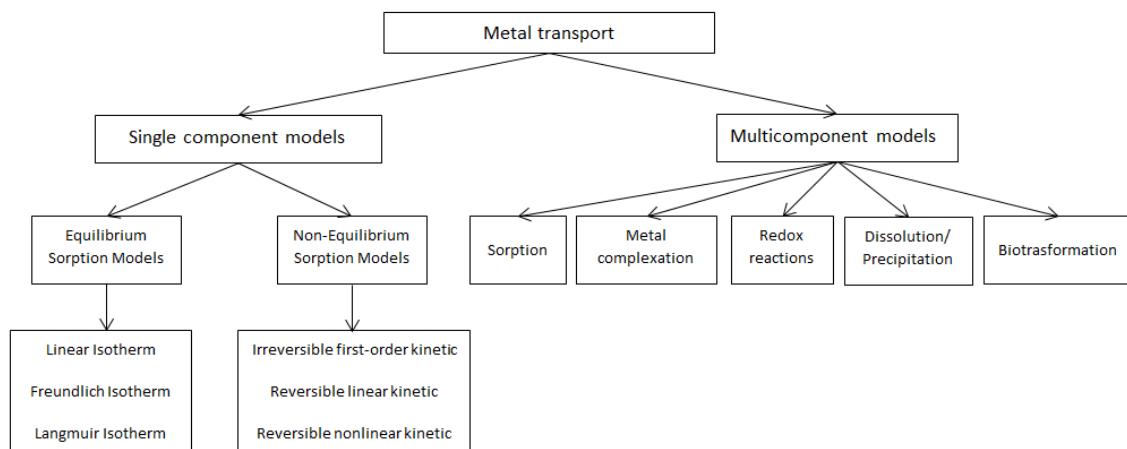 Metal transport
Single component models
Multicomponent models
Equilibrium
Sorption Models
Non-Equilibrium
Sorption Models
Sorption
Metal
complexation
Redox
reactions
Dissolution/
Precipitation
Biotrasformation
Linear Isotherm
Freundlich Isotherm
Langmuir Isotherm
Irreversible first-order kinetic
Reversible linear kinetic
Reversible nonlinear kinetic